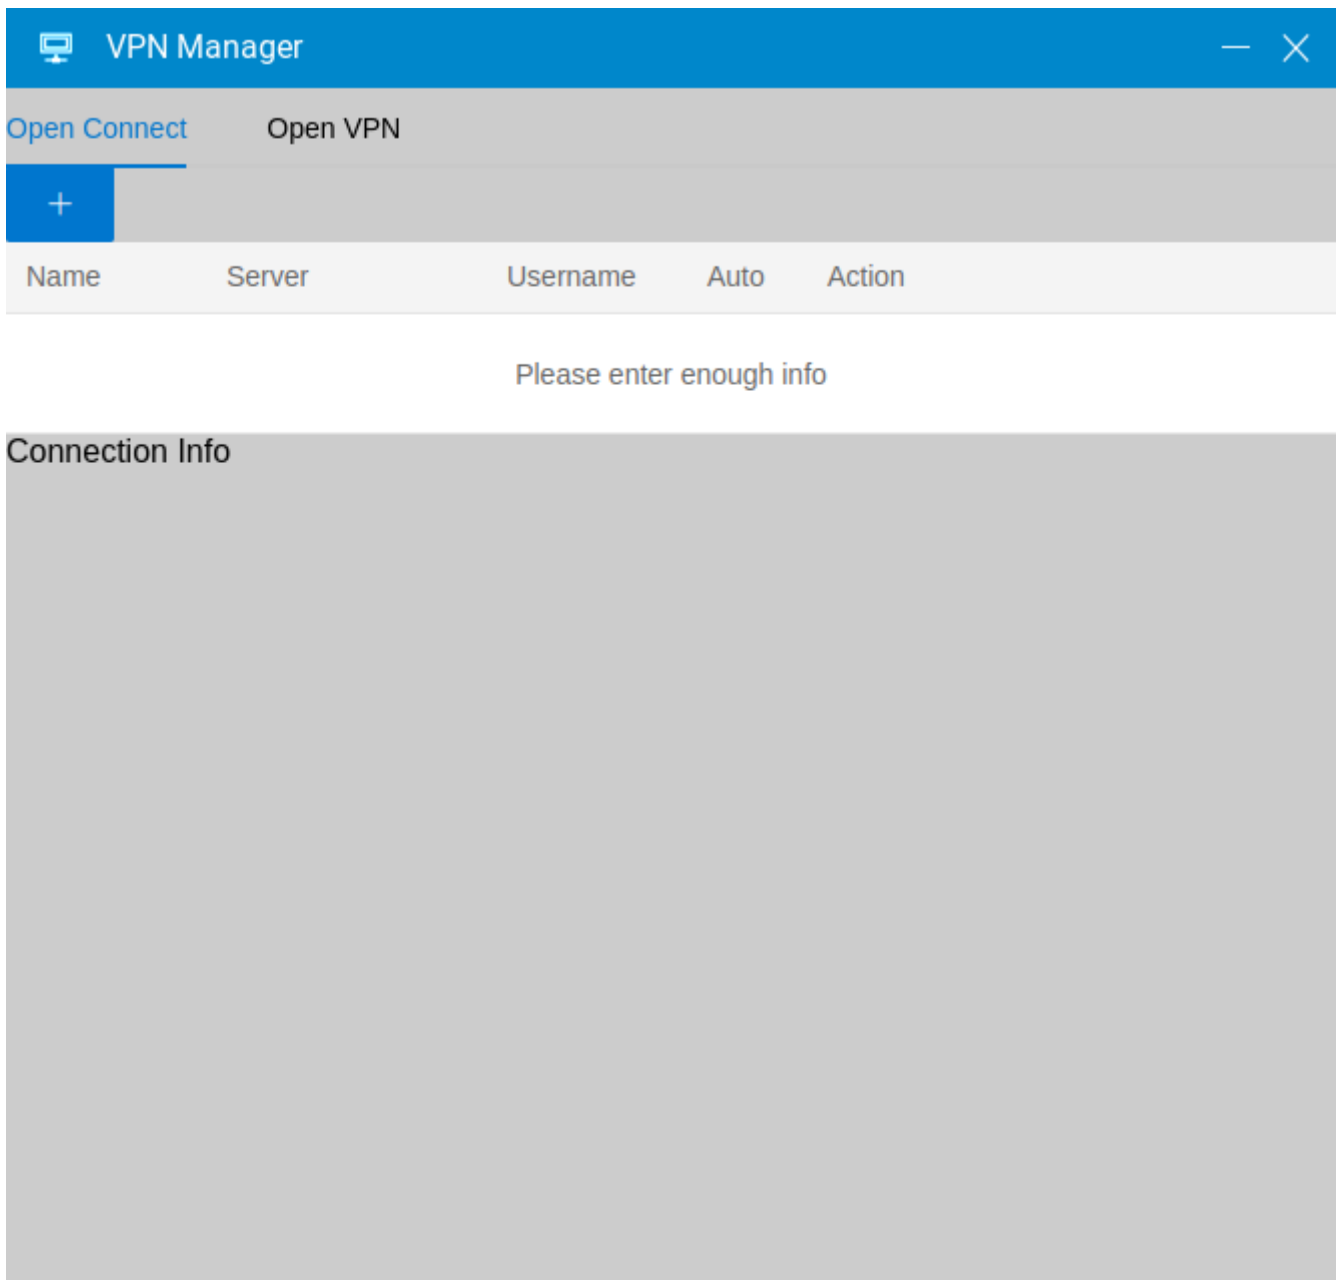 VPN Manager
Open Connect Open VPN
+
Name Server Username Auto Action
Please enter enough info
Connection Info